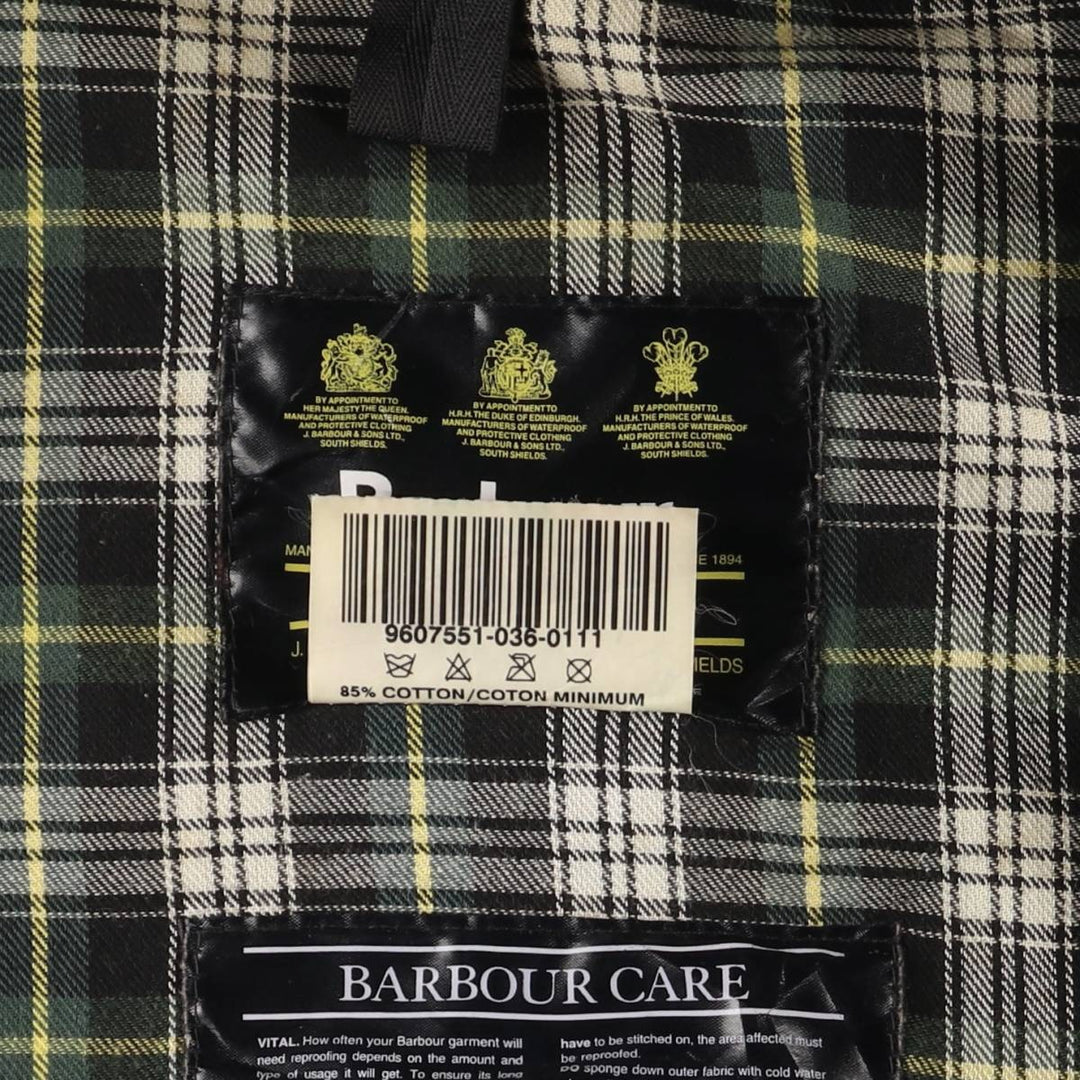 BY APPOINTMENT TO
HER MAJESTY THE QUEEN.
MANUFACTURERS OF WATERPROOF
AND PROTECTIVE CLOTHING
J. BARBOUR & SONS LTD.,
SOUTH SHIELDS.
BY APPOINTMENT TO
H.R.H. THE DUKE OF EDINBURGH.
MANUFACTURERS OF WATERPROOF
AND PROTECTIVE CLOTHING
J. BARBOUR & SONS LTD.,
SOUTH SHIELDS.
BY APPOINTMENT TO
H.R.H. THE PRINCE OF WALES.
MANUFACTURERS OF WATERPROOF
AND PROTECTIVE CLOTHING
J. BARBOUR & SONS LTD.,
SOUTH SHIELDS.
1894
J.
9607551-036-0111
85% COTTON/COTON MINIMUM
BARBOUR CARE
VITAL. How often your Barbour garment will
need reproofing depends on the amount and
type of usage it will get. To ensure its long
have to be stitched on, the area affected must
be reproofed.
DO sponge down outer fabric with cold water